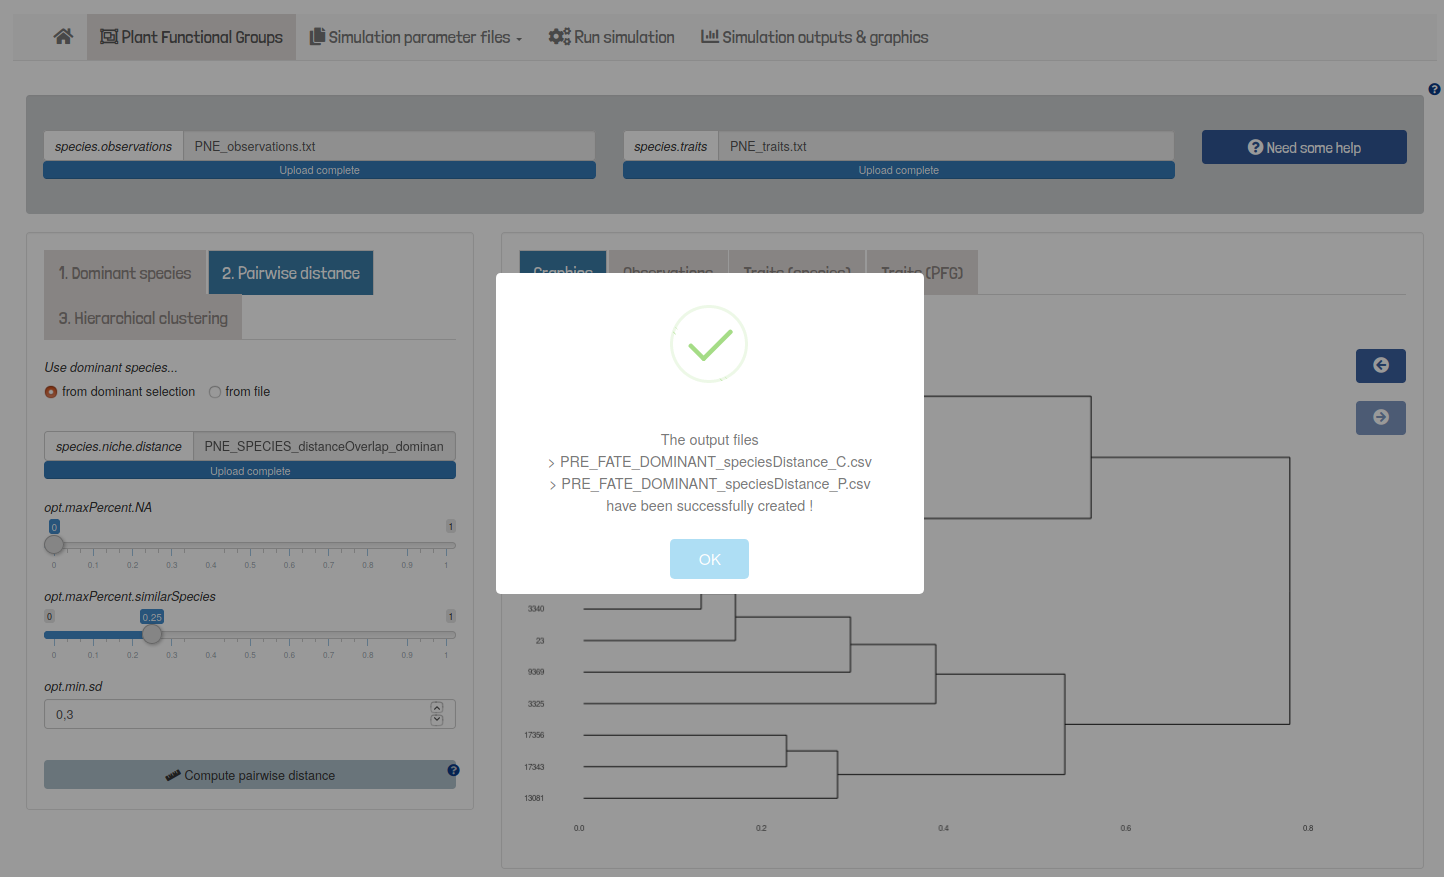 Plant Functional Groups
Simulation parameter files
Run simulation
Simulation outputs & graphics
species.observations
PNE_observations.txt
Upload complete
species.traits
PNE_traits.txt
Upload complete
Need some help
1. Dominant species
2. Pairwise distance
3. Hierarchical clustering
Use dominant species...
from dominant selection
from file
species.niche.distance
PNE_SPECIES_distanceOverlap_dominan
Upload complete
opt.maxPercent.NA
0
1
0 0.1 0.2 0.3 0.4 0.5 0.6 0.7 0.8 0.9 1
opt.maxPercent.similarSpecies
0
0.25
1
0 0.1 0.2 0.3 0.4 0.5 0.6 0.7 0.8 0.9 1
opt.min.sd
0,3
Compute pairwise distance
Graphics
Observations
Traits (species)
Traits (PFG)
The output files
> PRE_FATE_DOMINANT_speciesDistance_C.csv
> PRE_FATE_DOMINANT_speciesDistance_P.csv
have been successfully created !
OK
3340
23
9369
3325
17356
17343
13081
0.0 0.2 0.4 0.6 0.8